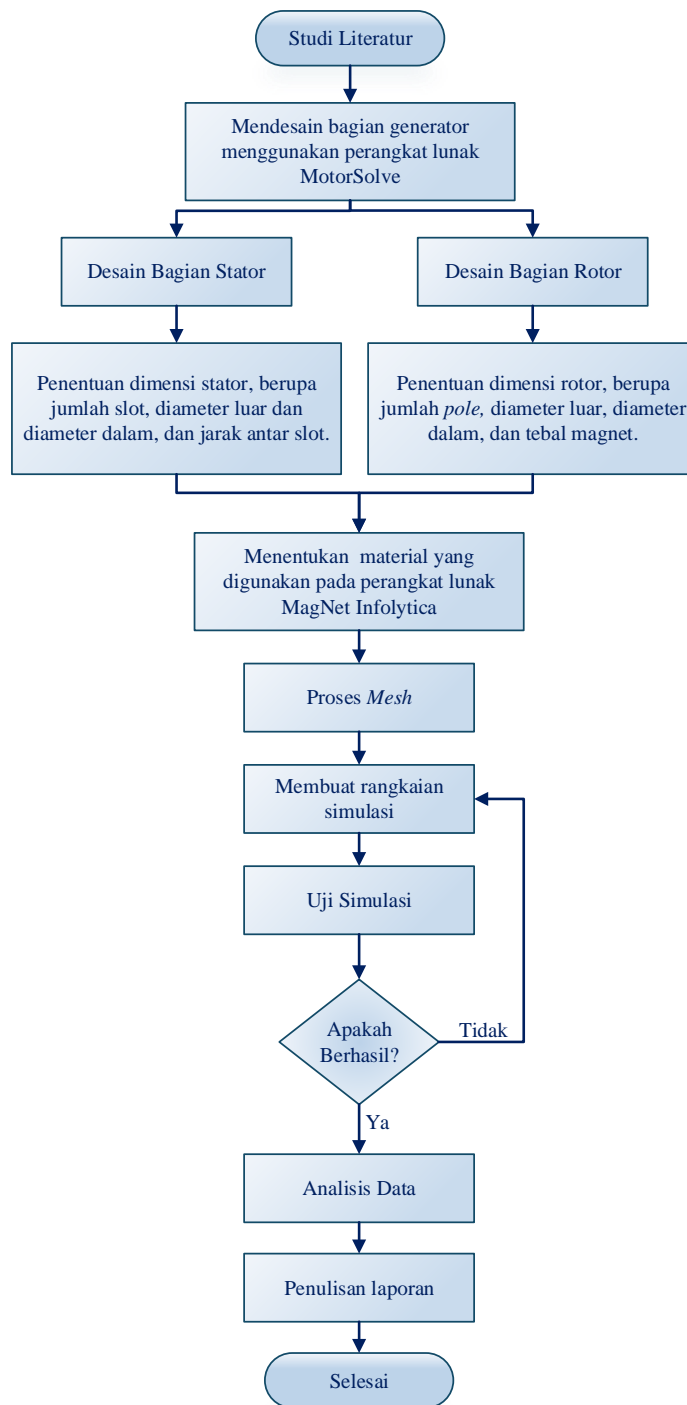 Studi Literatur
Mendesain bagian generator
menggunakan perangkat lunak
MotorSolve
Desain Bagian Stator
Desain Bagian Rotor
Penentuan dimensi stator, berupa
jumlah slot, diameter luar dan
diameter dalam, dan jarak antar slot.
Penentuan dimensi rotor, berupa
jumlah pole, diameter luar, diameter
dalam, dan tebal magnet.
Menentukan material yang
digunakan pada perangkat lunak
MagNet Infolytica
Proses Mesh
Membuat rangkaian
simulasi
Uji Simulasi
Apakah
Berhasil?
Tidak
Ya
Analisis Data
Penulisan laporan
Selesai